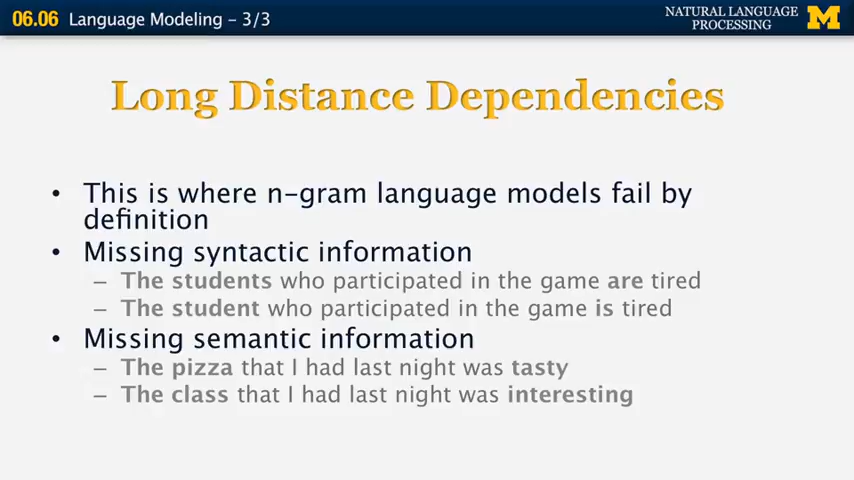 06.06 Language Modeling – 3/3
NATURAL LANGUAGE
PROCESSING
M
Long Distance Dependencies
• This is where n-gram language models fail by
definition
• Missing syntactic information
– The students who participated in the game are tired
– The student who participated in the game is tired
• Missing semantic information
– The pizza that I had last night was tasty
– The class that I had last night was interesting